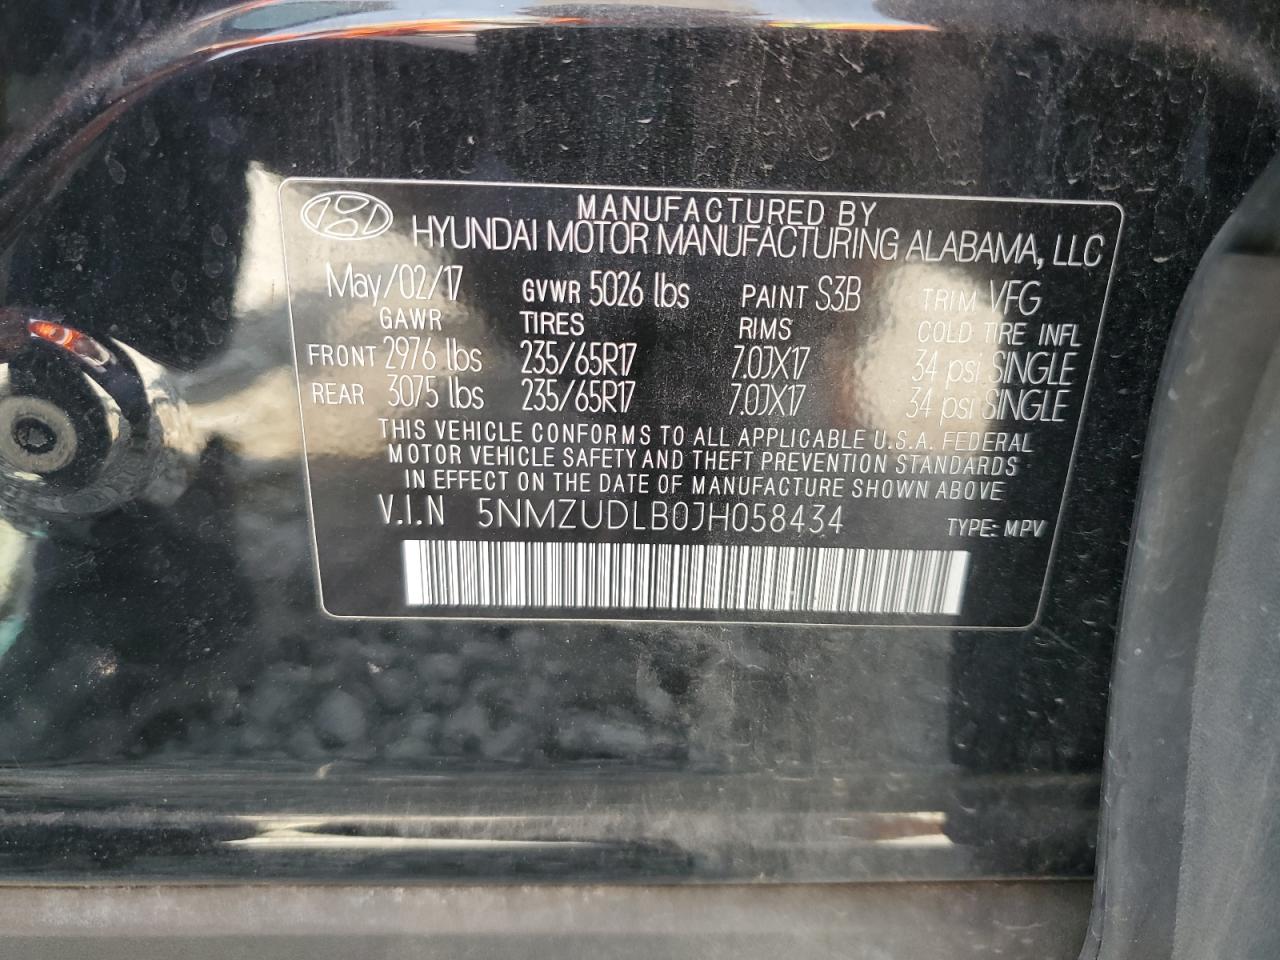 MANUFACTURED BY
HYUNDAI MOTOR MANUFACTURING ALABAMA, LLC
May/02/17 GVWR 5026 lbs PAINT S3B TRIM VFG
GAWR TIRES RIMS COLD TIRE INFL
FRONT 2976 lbs 235/65R17 7.0JX17 34 psi SINGLE
REAR 3075 lbs 235/65R17 7.0JX17 34 psi SINGLE
THIS VEHICLE CONFORMS TO ALL APPLICABLE U.S.A. FEDERAL
MOTOR VEHICLE SAFETY AND THEFT PREVENTION STANDARDS
IN EFFECT ON THE DATE OF MANUFACTURE SHOWN ABOVE
V.I.N 5NMZUDLB0JH058434 TYPE: MPV